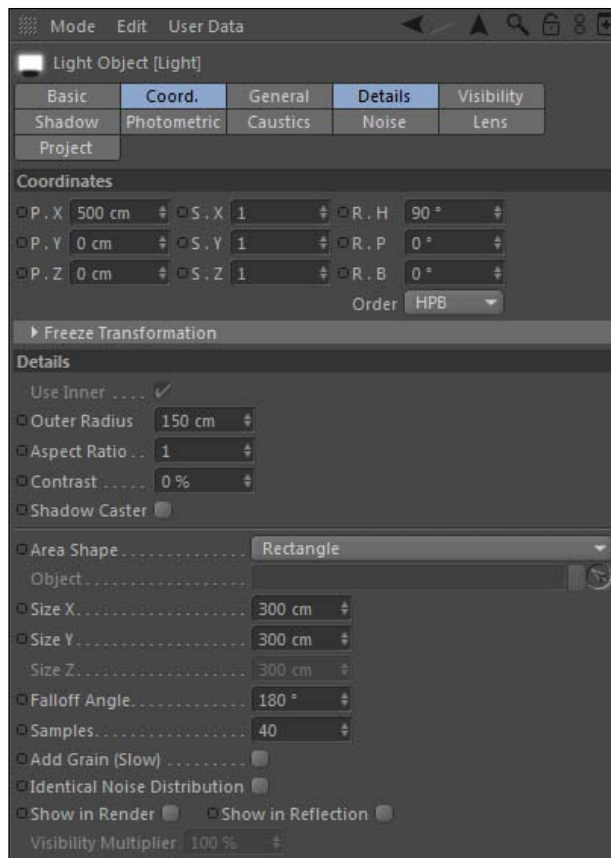 Mode Edit User Data
Light Object [Light]
Basic Coord. General Details Visibility
Shadow Photometric Caustics Noise Lens
Project
Coordinates
P . X 500 cm S . X 1 R . H 90 °
P . Y 0 cm S . Y 1 R . P 0 °
P . Z 0 cm S . Z 1 R . B 0 °
Order HPB
Freeze Transformation
Details
Use Inner . . . .
Outer Radius 150 cm
Aspect Ratio . . 1
Contrast . . . . . 0 %
Shadow Caster
Area Shape . . . . . . . . . . . . . . Rectangle
Object . . . . . . . . . . . . . . . . . .
Size X . . . . . . . . . . . . . . . . . . . 300 cm
Size Y . . . . . . . . . . . . . . . . . . . 300 cm
Size Z . . . . . . . . . . . . . . . . . . . 300 cm
Falloff Angle . . . . . . . . . . . . . 180 °
Samples . . . . . . . . . . . . . . . . . 40
Add Grain (Slow) . . . . . . . . .
Identical Noise Distribution
Show in Render Show in Reflection
Visibility Multiplier 100 %